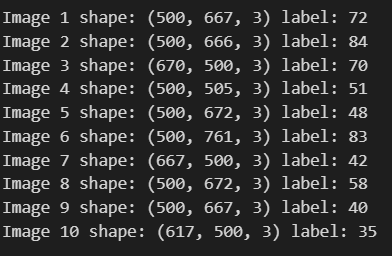 Image 1 shape: (500, 667, 3) label: 72
Image 2 shape: (500, 666, 3) label: 84
Image 3 shape: (670, 500, 3) label: 70
Image 4 shape: (500, 505, 3) label: 51
Image 5 shape: (500, 672, 3) label: 48
Image 6 shape: (500, 761, 3) label: 83
Image 7 shape: (667, 500, 3) label: 42
Image 8 shape: (500, 672, 3) label: 58
Image 9 shape: (500, 667, 3) label: 40
Image 10 shape: (617, 500, 3) label: 35